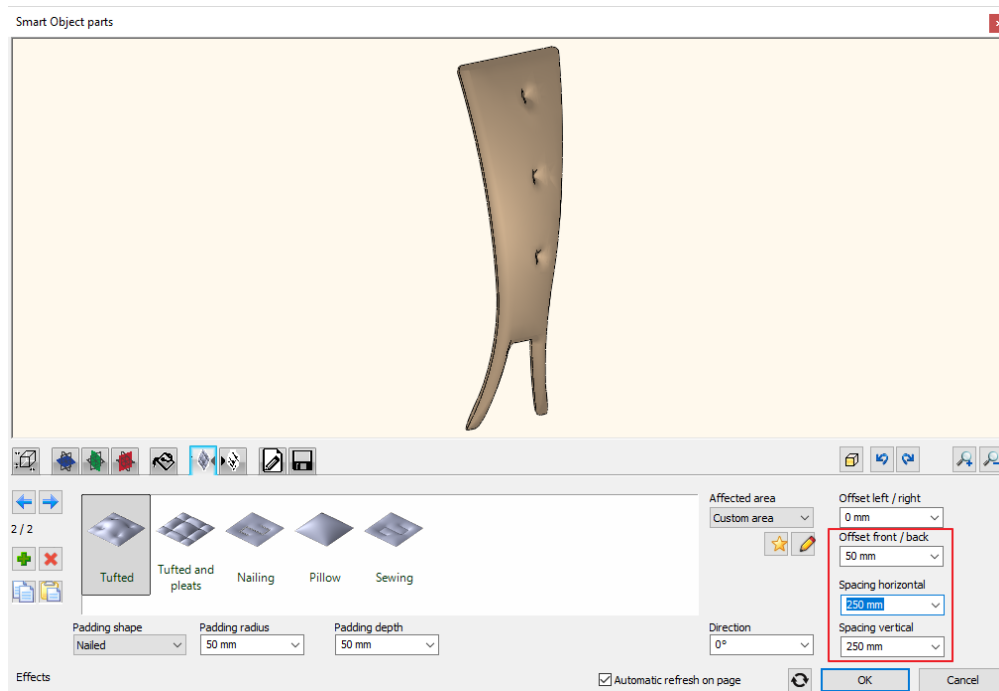 Smart Object parts
Affected area
Offset left / right
Custom area
0 mm
2 / 2
Offset front / back
50 mm
Tufted
Tufted and
pleats
Nailing
Pillow
Sewing
Spacing horizontal
250 mm
Padding shape
Padding radius
Padding depth
Direction
Spacing vertical
Nailed
50 mm
50 mm
0°
250 mm
Effects
Automatic refresh on page
OK
Cancel